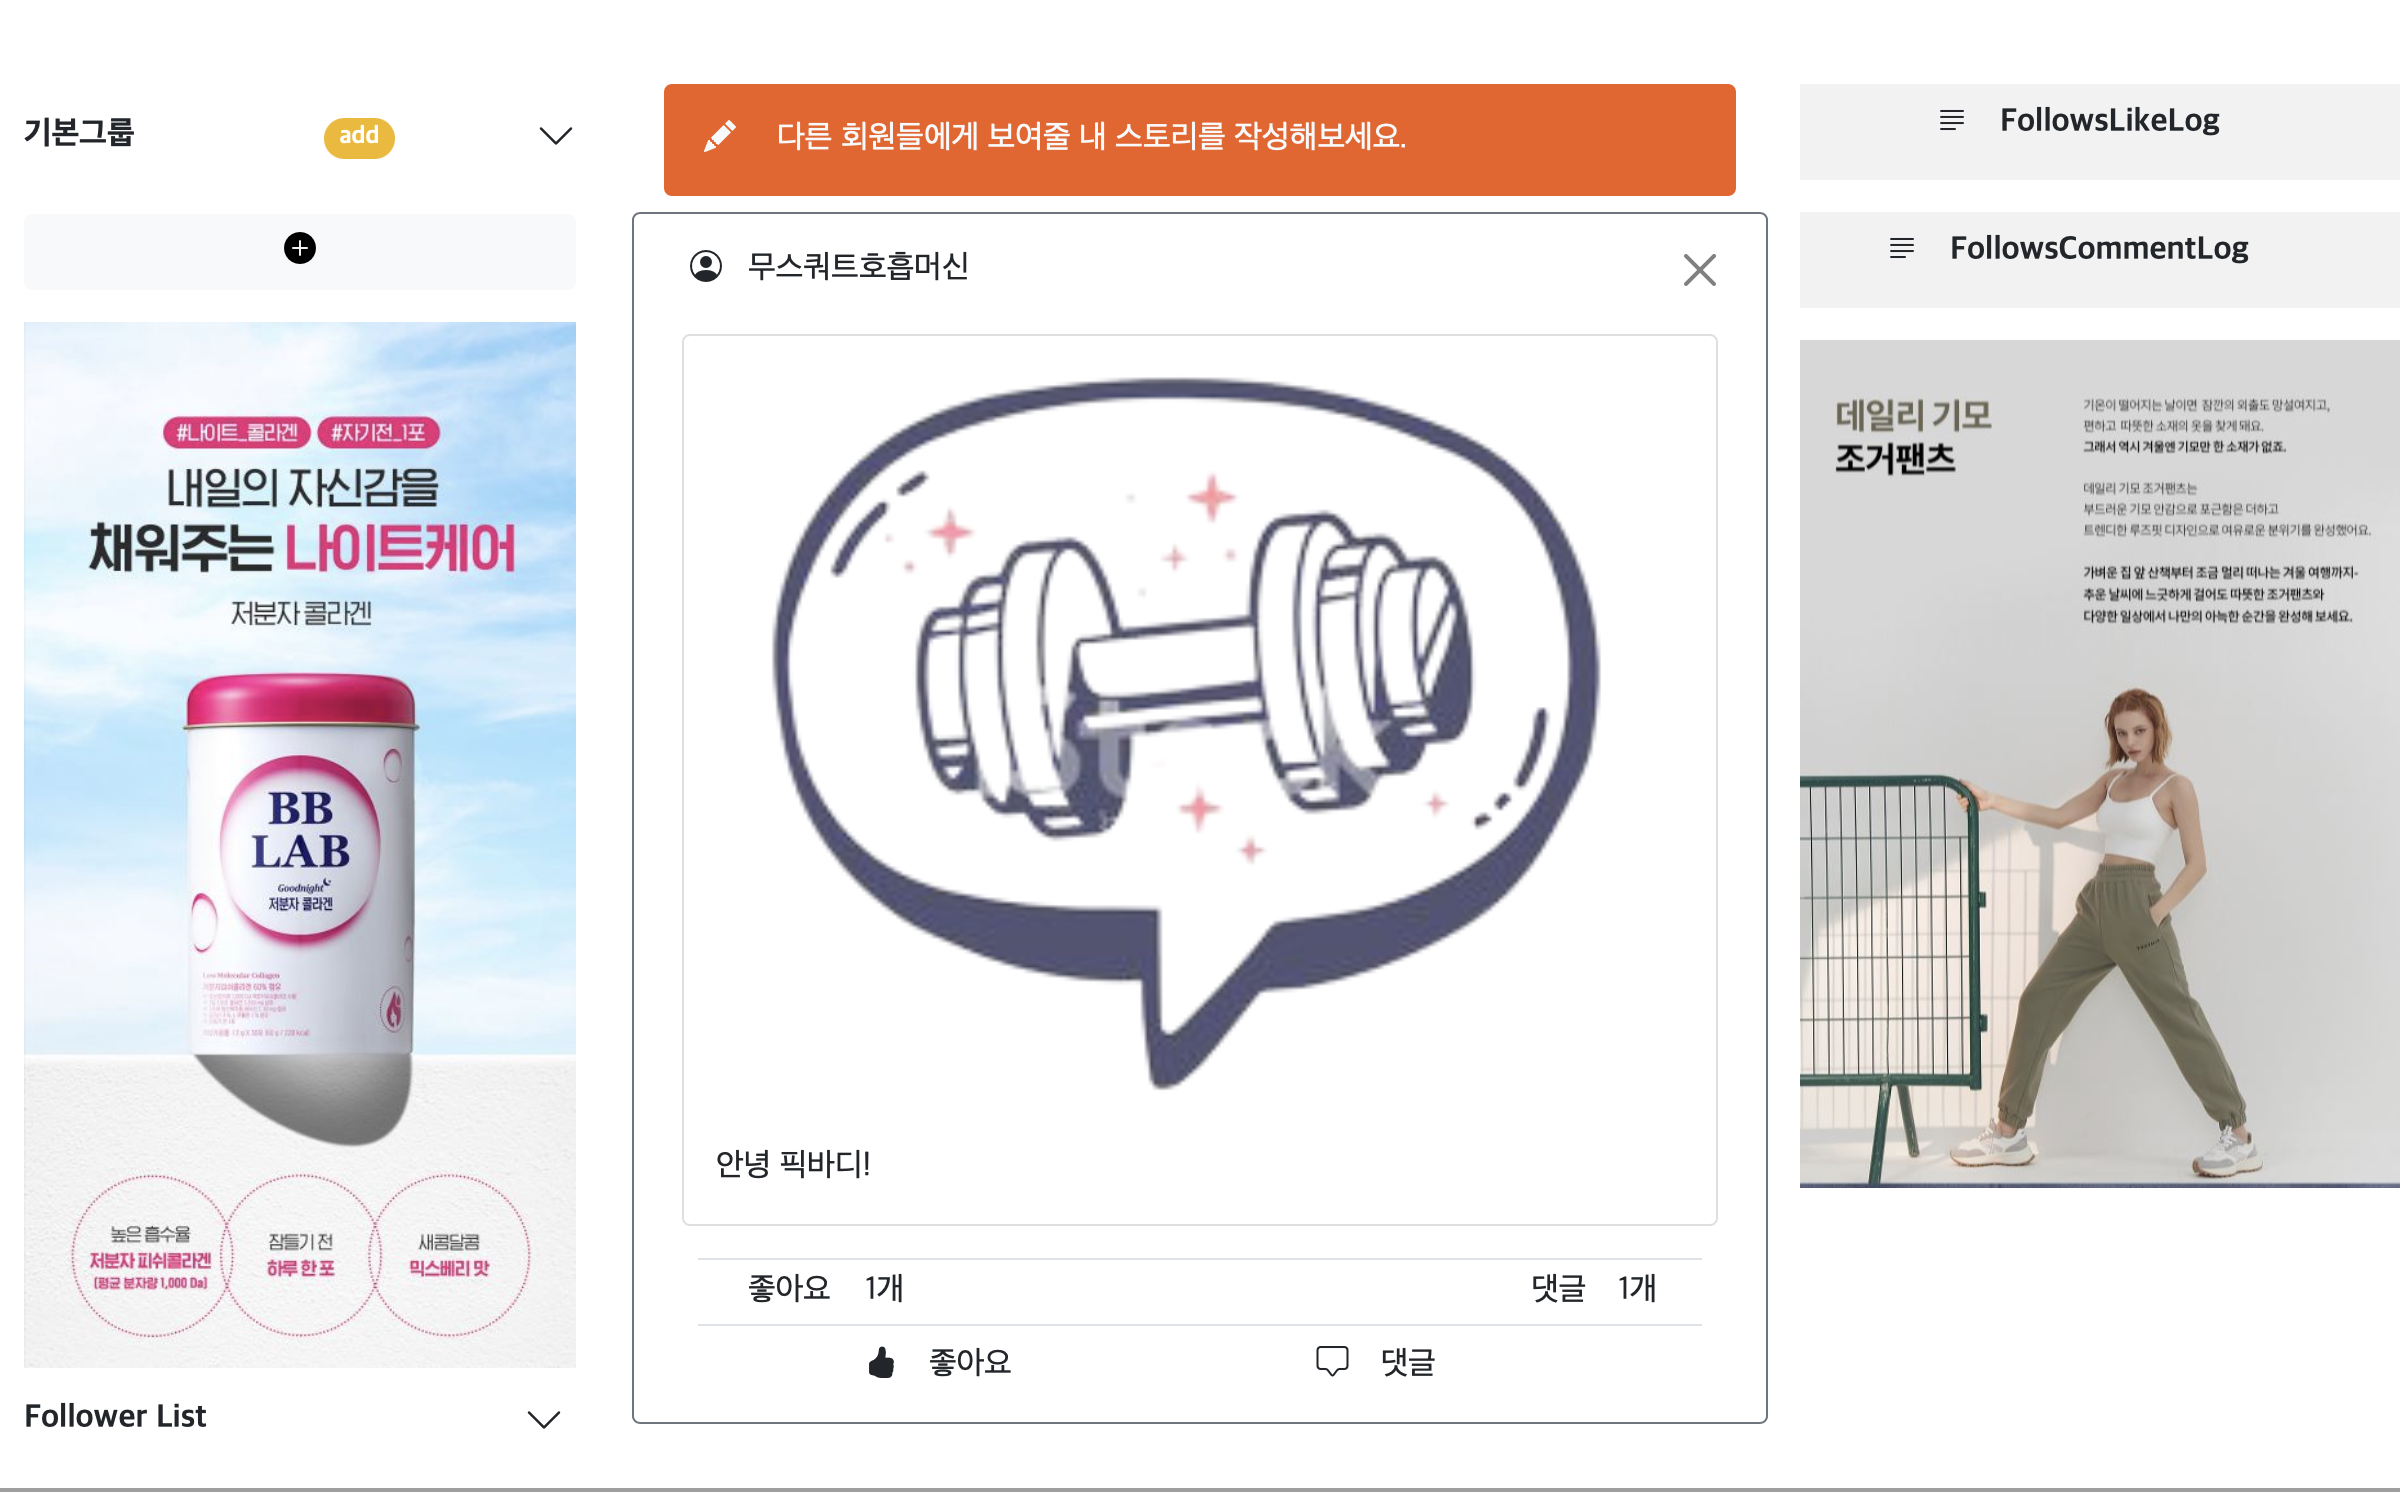 기본그룹
add
#나이트_콜라겐 #자기전_1포
내일의 자신감을
채워주는 나이트케어
저분자 콜라겐
BB
LAB
Goodnight
저분자 콜라겐
Low Molecular Collagen
저분자피쉬콜라겐 60% 함유
높은 흡수율
저분자 피쉬콜라겐
(평균 분자량 1,000 Da)
잠들기 전
하루 한 포
새콤달콤
믹스베리 맛
Follower List
다른 회원들에게 보여줄 내 스토리를 작성해보세요.
무스쿼트호흡머신
안녕 픽바디!
좋아요 1개
댓글 1개
좋아요
댓글
FollowsLikeLog
FollowsCommentLog
데일리 기모
조거팬츠
기온이 떨어지는 날이면 잠깐의 외출도 망설여지고,
편하고 따뜻한 소재의 옷을 찾게 돼요.
그래서 역시 겨울엔 기모만 한 소재가 없죠.
데일리 기모 조거팬츠는
부드러운 기모 안감으로 포근함은 더하고
트렌디한 루즈핏 디자인으로 여유로운 분위기를 완성했어요.
가벼운 집 앞 산책부터 조금 멀리 떠나는 겨울 여행까지-
추운 날씨에 느긋하게 걸어도 따뜻한 조거팬츠와
다양한 일상에서 나만의 아늑한 순간을 완성해 보세요.